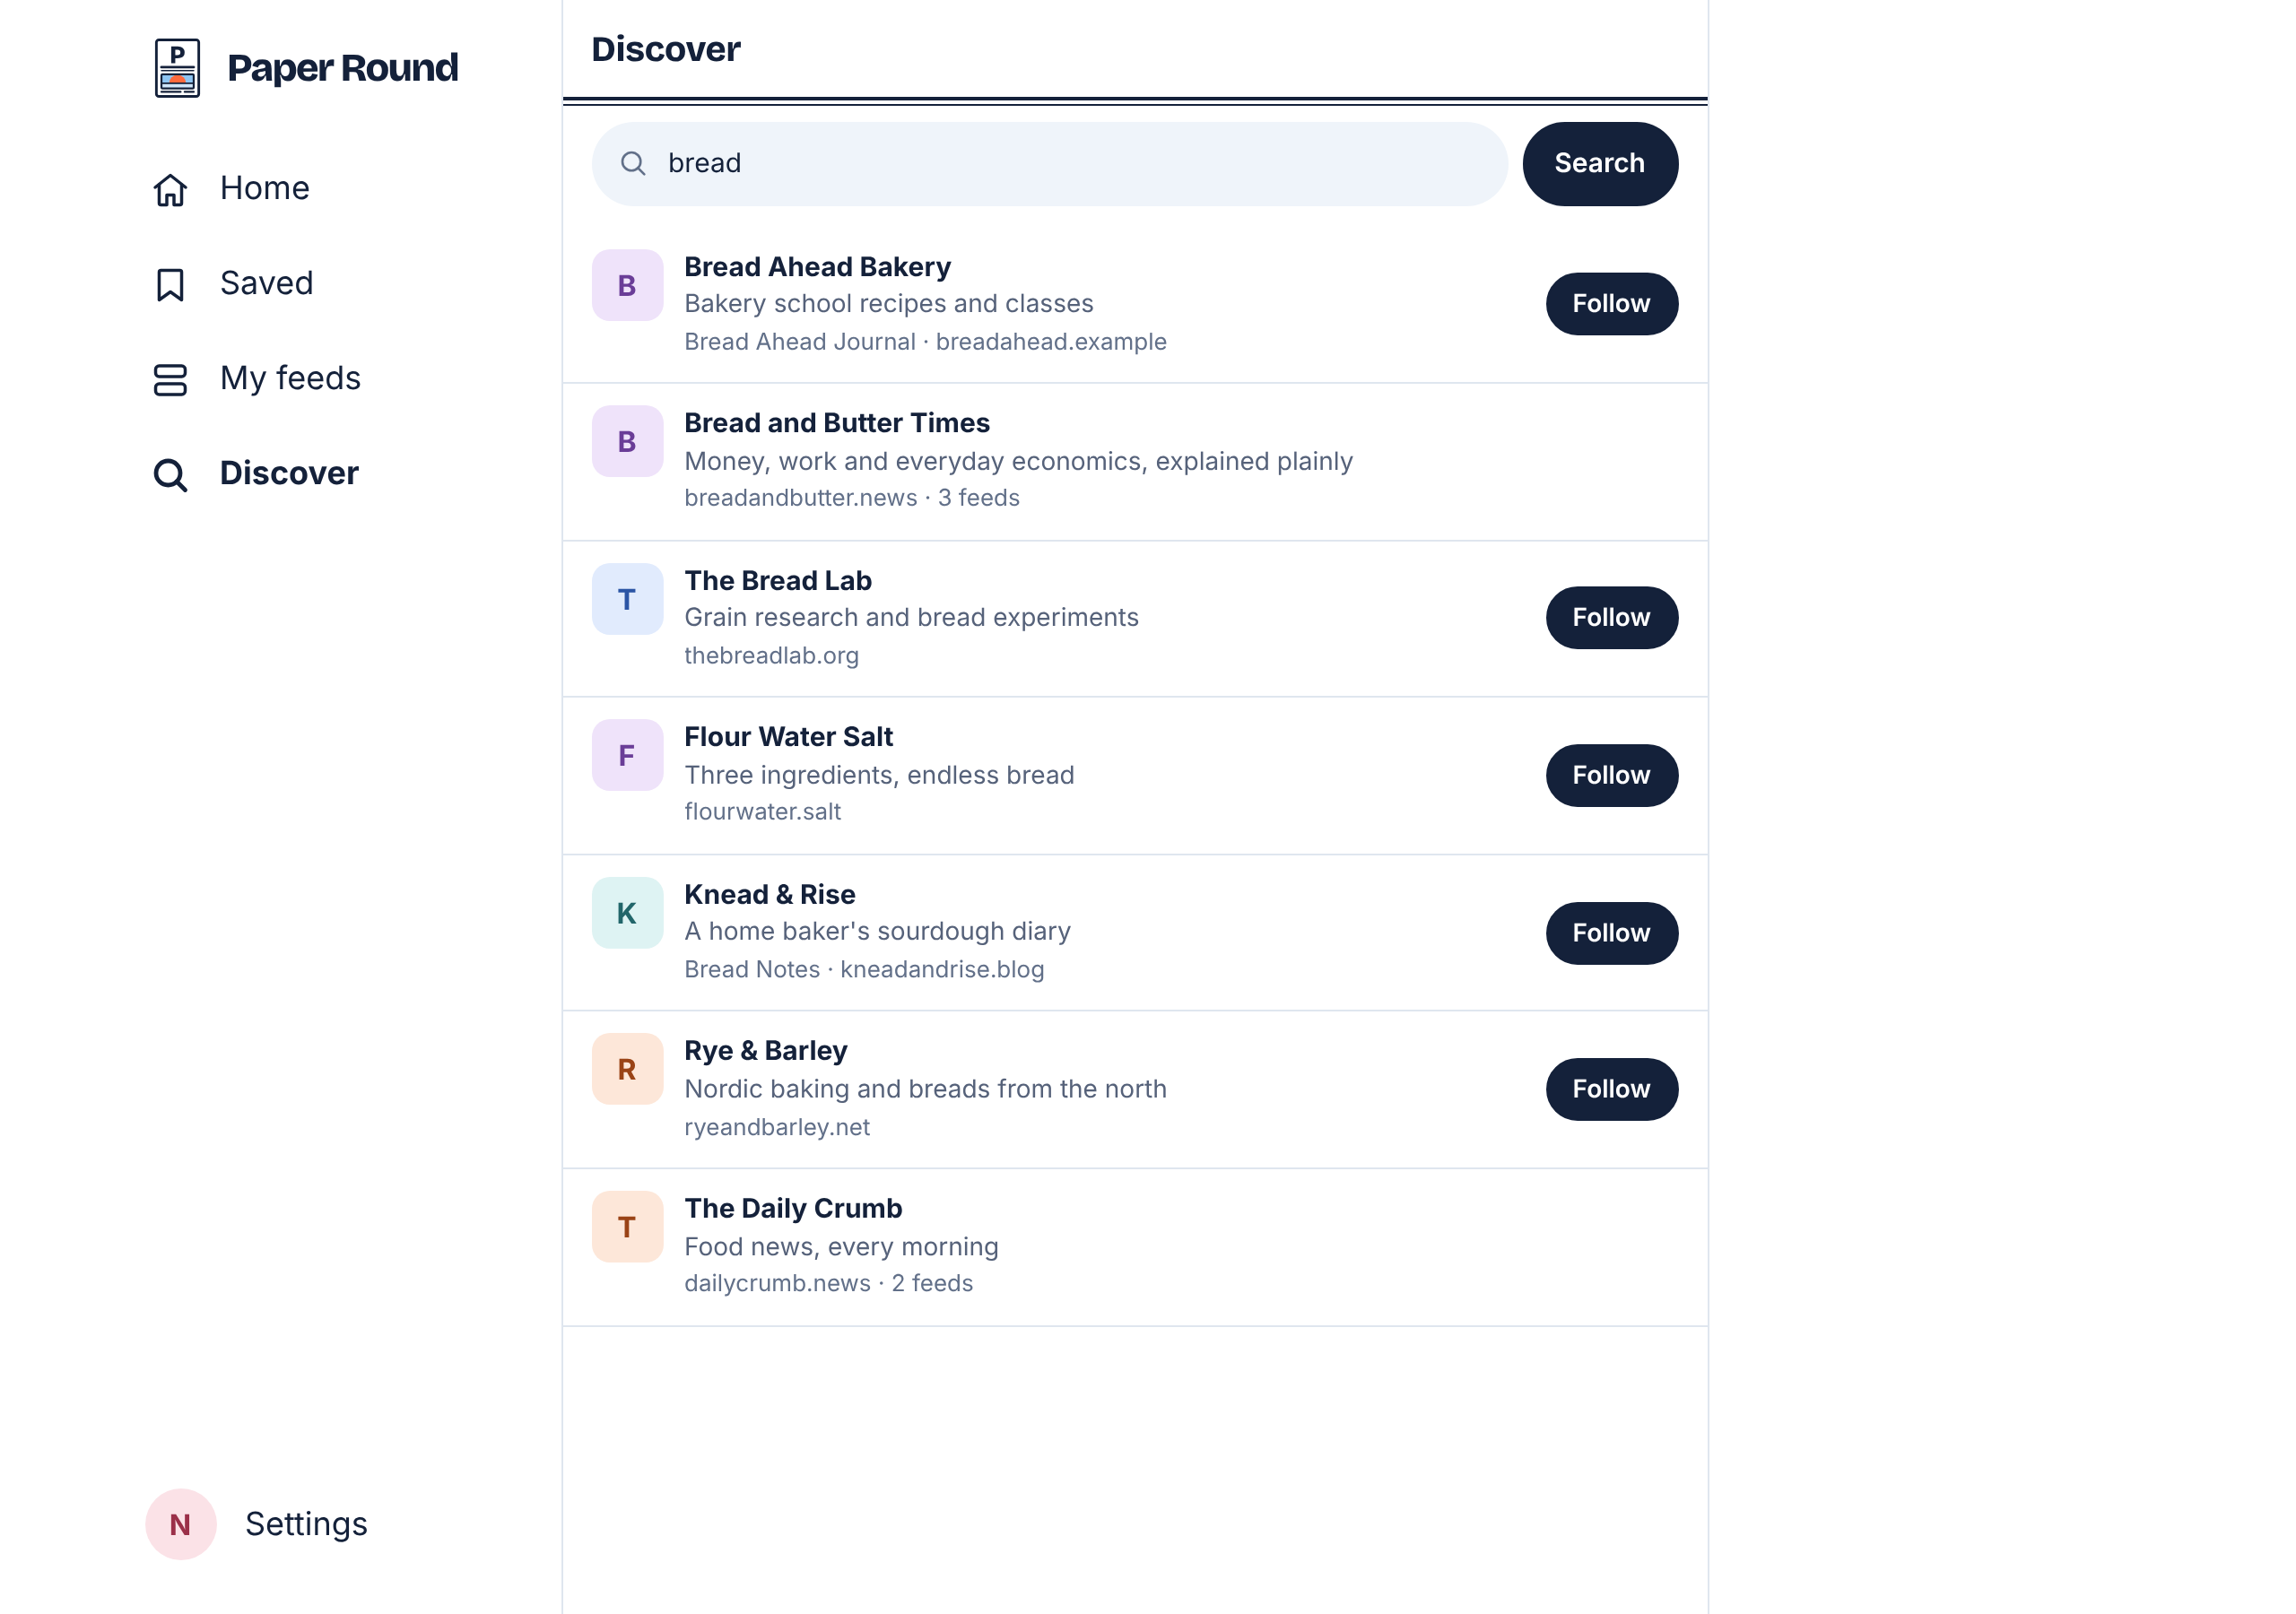 P
Paper Round
Home
Saved
My feeds
Discover
N
Settings
Discover
bread
Search
B
Bread Ahead Bakery
Bakery school recipes and classes
Bread Ahead Journal · breadahead.example
Follow
B
Bread and Butter Times
Money, work and everyday economics, explained plainly
breadandbutter.news · 3 feeds
T
The Bread Lab
Grain research and bread experiments
thebreadlab.org
Follow
F
Flour Water Salt
Three ingredients, endless bread
flourwater.salt
Follow
K
Knead & Rise
A home baker's sourdough diary
Bread Notes · kneadandrise.blog
Follow
R
Rye & Barley
Nordic baking and breads from the north
ryeandbarley.net
Follow
T
The Daily Crumb
Food news, every morning
dailycrumb.news · 2 feeds